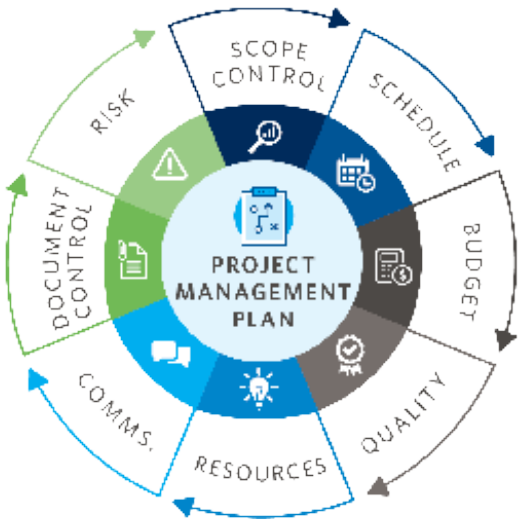 PROJECT
MANAGEMENT
PLAN
SCOPE
CONTROL
SCHEDULE
BUDGET
QUALITY
RESOURCES
COMMS.
DOCUMENT
CONTROL
RISK